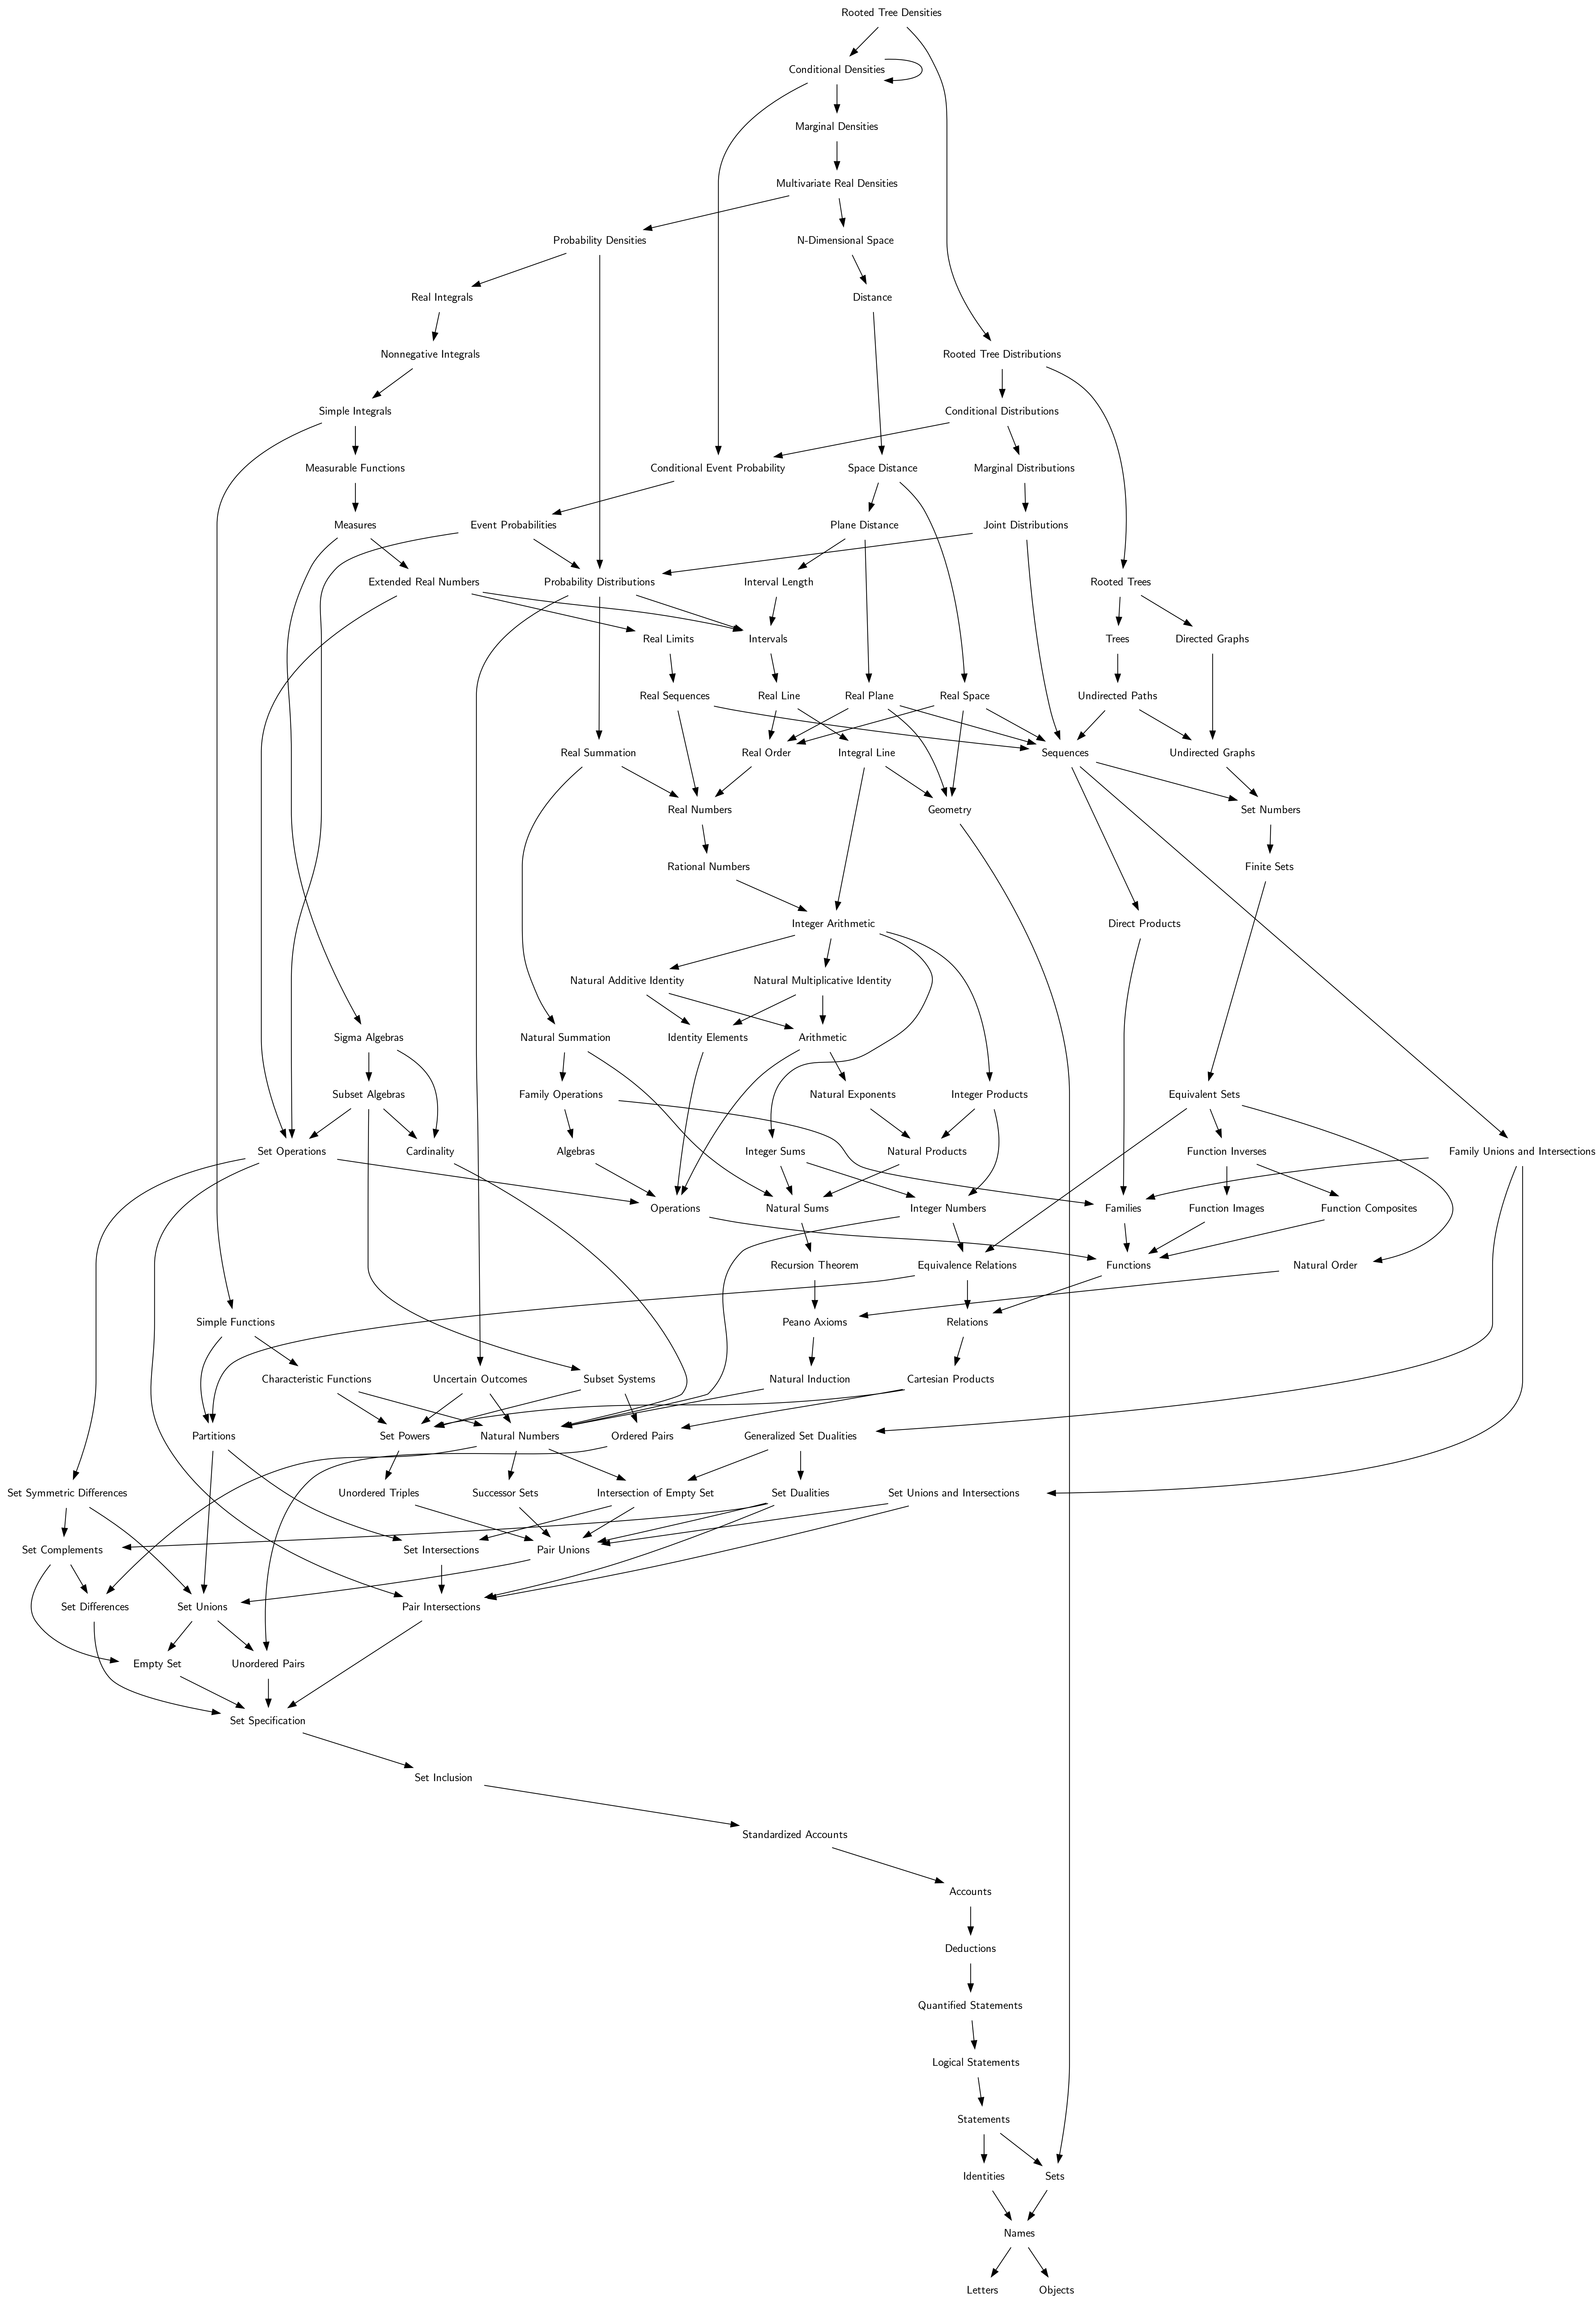 Rooted Tree Densities
Conditional Densities
Marginal Densities
Multivariate Real Densities
Probability Densities
N-Dimensional Space
Real Integrals
Distance
Nonnegative Integrals
Rooted Tree Distributions
Simple Integrals
Conditional Distributions
Measurable Functions
Conditional Event Probability
Space Distance
Marginal Distributions
Measures
Event Probabilities
Plane Distance
Joint Distributions
Extended Real Numbers
Probability Distributions
Interval Length
Rooted Trees
Real Limits
Intervals
Trees
Directed Graphs
Real Sequences
Real Line
Real Plane
Real Space
Undirected Paths
Real Summation
Real Order
Integral Line
Sequences
Undirected Graphs
Real Numbers
Geometry
Set Numbers
Rational Numbers
Finite Sets
Integer Arithmetic
Direct Products
Natural Additive Identity
Natural Multiplicative Identity
Sigma Algebras
Natural Summation
Identity Elements
Arithmetic
Subset Algebras
Family Operations
Natural Exponents
Integer Products
Equivalent Sets
Set Operations
Cardinality
Algebras
Integer Sums
Natural Products
Function Inverses
Family Unions and Intersections
Operations
Natural Sums
Integer Numbers
Families
Function Images
Function Composites
Recursion Theorem
Equivalence Relations
Functions
Natural Order
Simple Functions
Peano Axioms
Relations
Characteristic Functions
Uncertain Outcomes
Subset Systems
Natural Induction
Cartesian Products
Partitions
Set Powers
Natural Numbers
Ordered Pairs
Generalized Set Dualities
Set Symmetric Differences
Unordered Triples
Successor Sets
Intersection of Empty Set
Set Dualities
Set Unions and Intersections
Set Complements
Set Intersections
Pair Unions
Set Differences
Set Unions
Pair Intersections
Empty Set
Unordered Pairs
Set Specification
Set Inclusion
Standardized Accounts
Accounts
Deductions
Quantified Statements
Logical Statements
Statements
Identities
Sets
Names
Letters
Objects